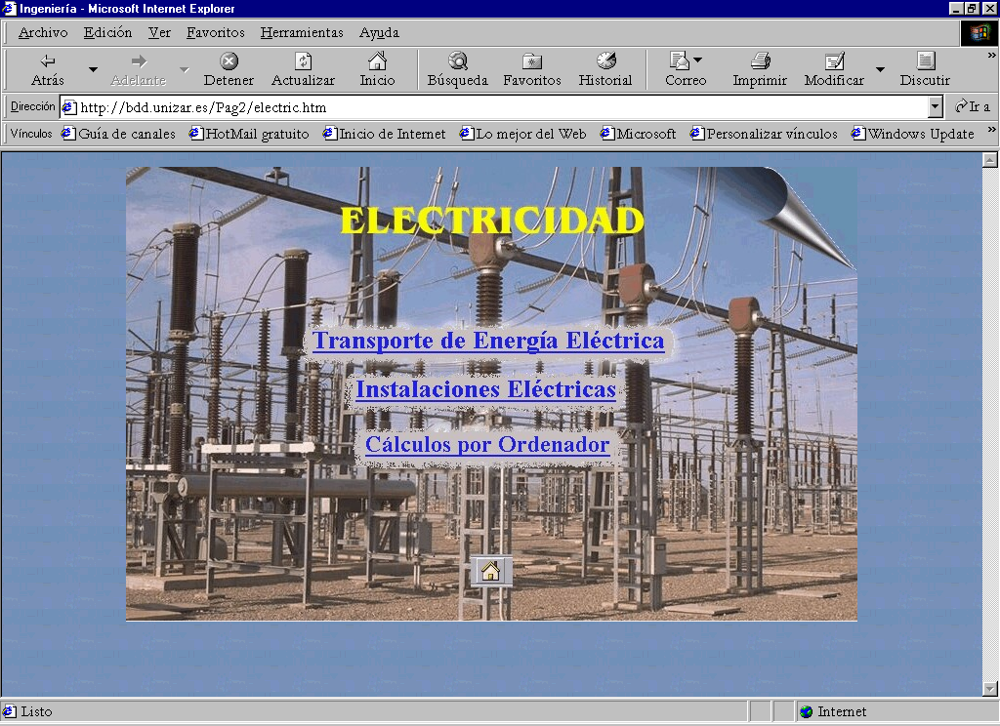 Ingeniería - Microsoft Internet Explorer
Archivo Edición Ver Favoritos Herramientas Ayuda
Atrás Adelante Detener Actualizar Inicio Búsqueda Favoritos Historial Correo Imprimir Modificar Discutir
Dirección http://bdd.unizar.es/Pag2/electric.htm Ir a
Vínculos Guía de canales HotMail gratuito Inicio de Internet Lo mejor del Web Microsoft Personalizar vínculos Windows Update
ELECTRICIDAD
Transporte de Energía Eléctrica
Instalaciones Eléctricas
Cálculos por Ordenador
Listo Internet